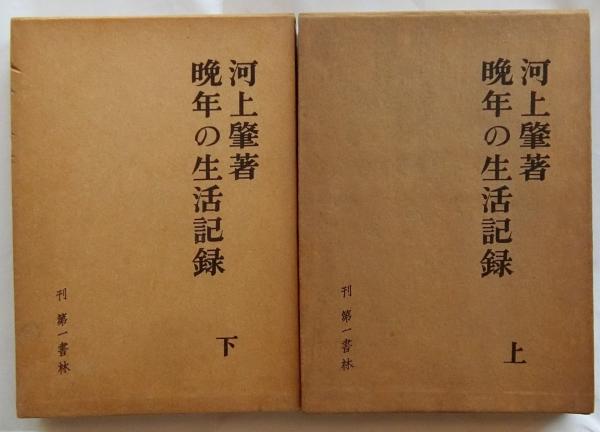 河上肇著
晩年の生活記録
上
刊 第一書林
河上肇著
晩年の生活記録
下
刊 第一書林